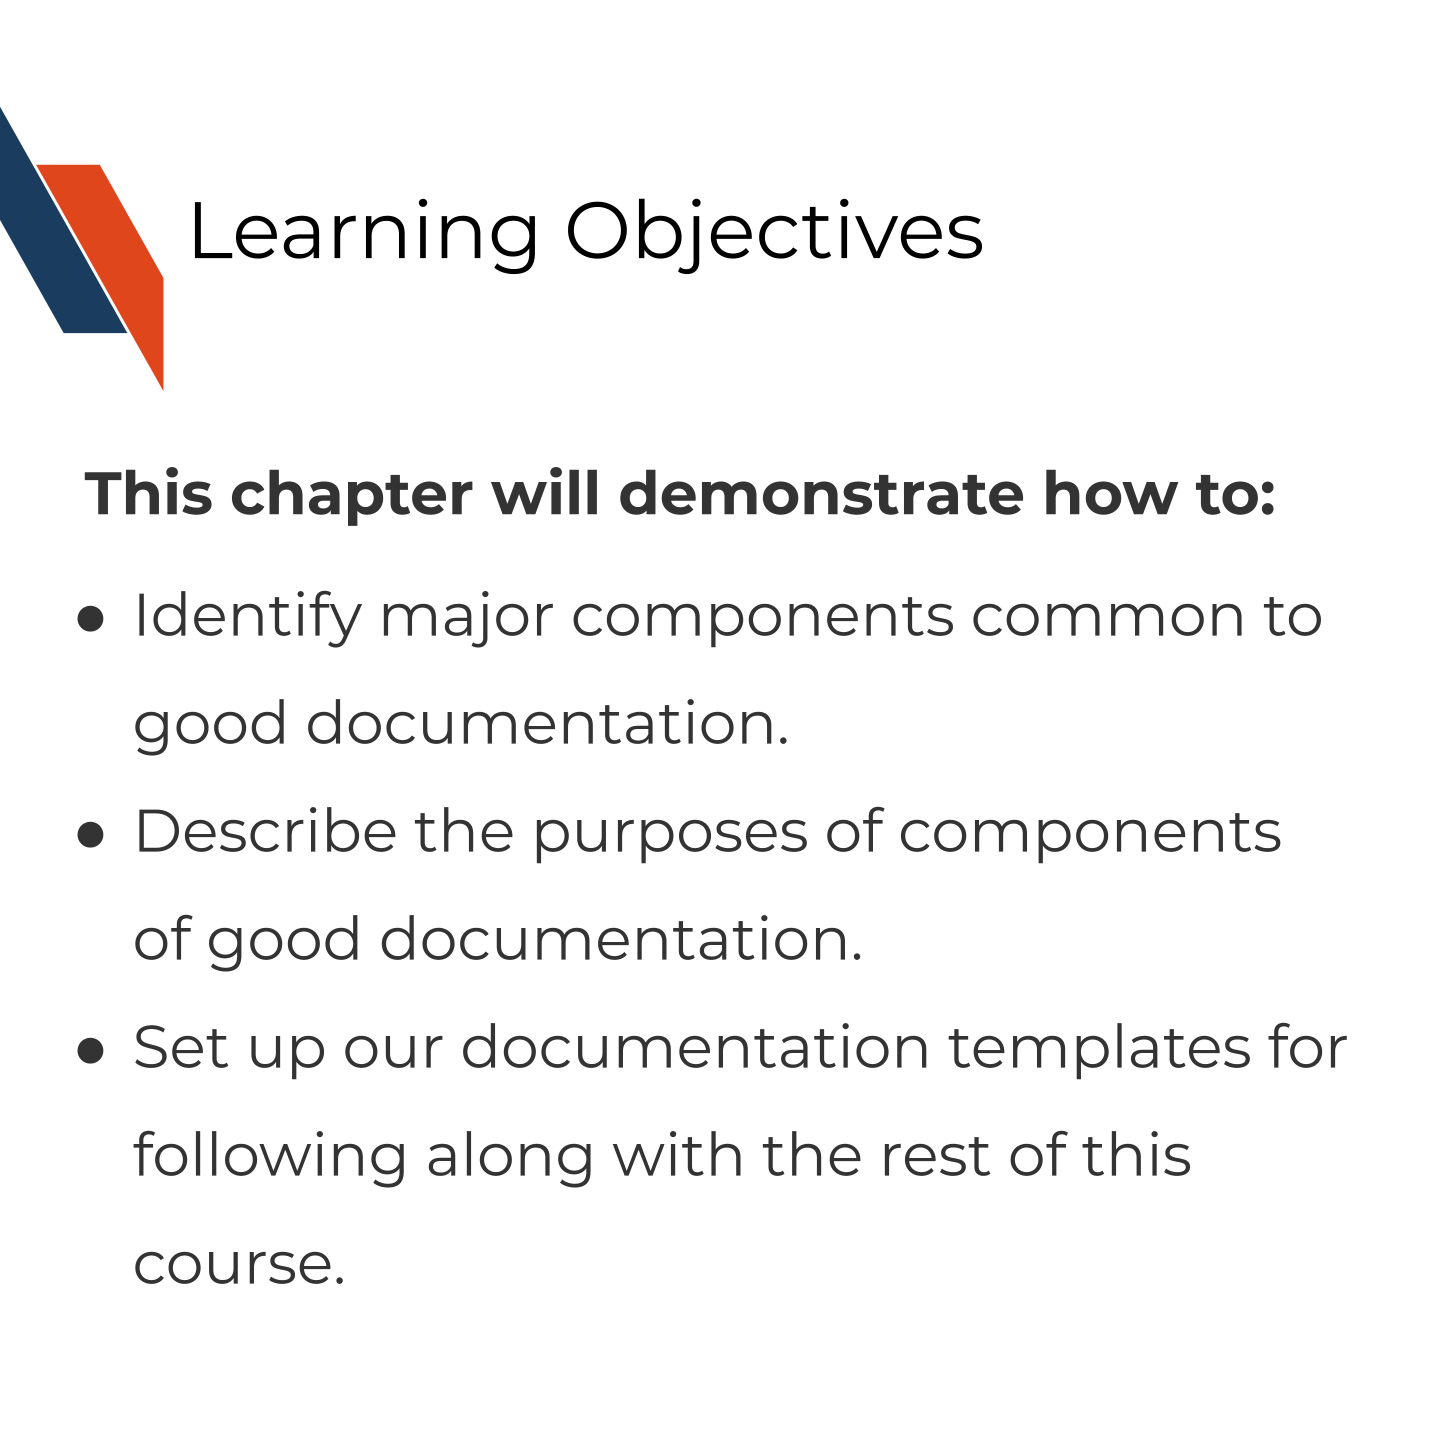 Learning Objectives
This chapter will demonstrate how to:
● Identify major components common to
good documentation.
● Describe the purposes of components
of good documentation.
● Set up our documentation templates for
following along with the rest of this
course.